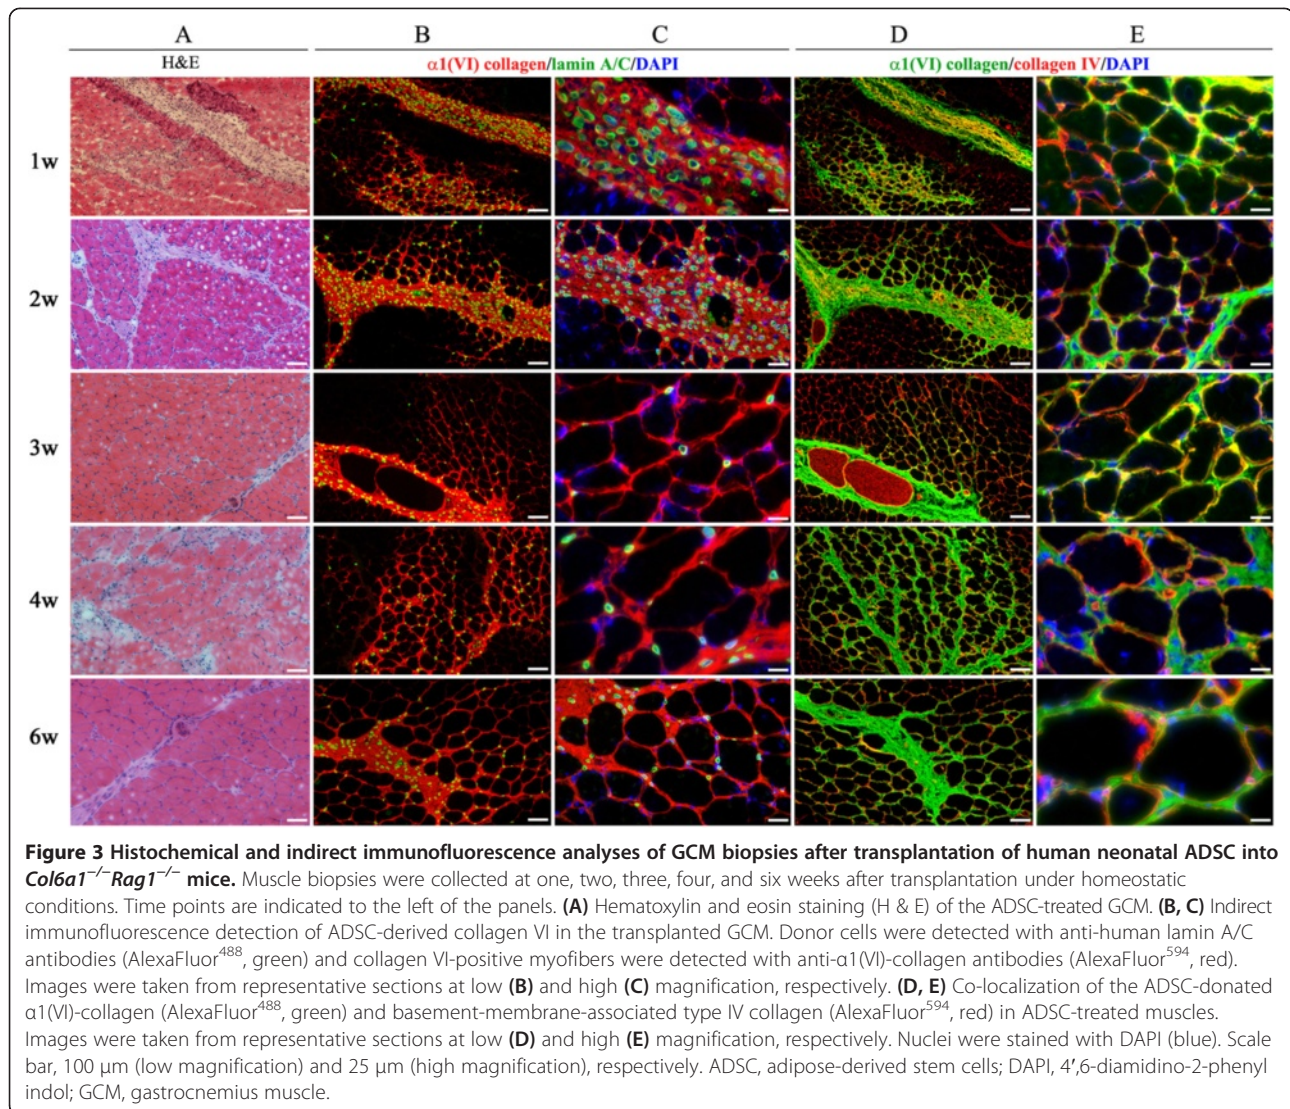 A B C D E
H&E α1(VI) collagen/lamin A/C/DAPI α1(VI) collagen/collagen IV/DAPI
1w
2w
3w
4w
6w
Figure 3 Histochemical and indirect immunofluorescence analyses of GCM biopsies after transplantation of human neonatal ADSC into
Col6a1−/−Rag1−/− mice. Muscle biopsies were collected at one, two, three, four, and six weeks after transplantation under homeostatic
conditions. Time points are indicated to the left of the panels. (A) Hematoxylin and eosin staining (H & E) of the ADSC-treated GCM. (B, C) Indirect
immunofluorescence detection of ADSC-derived collagen VI in the transplanted GCM. Donor cells were detected with anti-human lamin A/C
antibodies (AlexaFluor488, green) and collagen VI-positive myofibers were detected with anti-α1(VI)-collagen antibodies (AlexaFluor594, red).
Images were taken from representative sections at low (B) and high (C) magnification, respectively. (D, E) Co-localization of the ADSC-donated
α1(VI)-collagen (AlexaFluor488, green) and basement-membrane-associated type IV collagen (AlexaFluor594, red) in ADSC-treated muscles.
Images were taken from representative sections at low (D) and high (E) magnification, respectively. Nuclei were stained with DAPI (blue). Scale
bar, 100 μm (low magnification) and 25 μm (high magnification), respectively. ADSC, adipose-derived stem cells; DAPI, 4′,6-diamidino-2-phenyl
indol; GCM, gastrocnemius muscle.